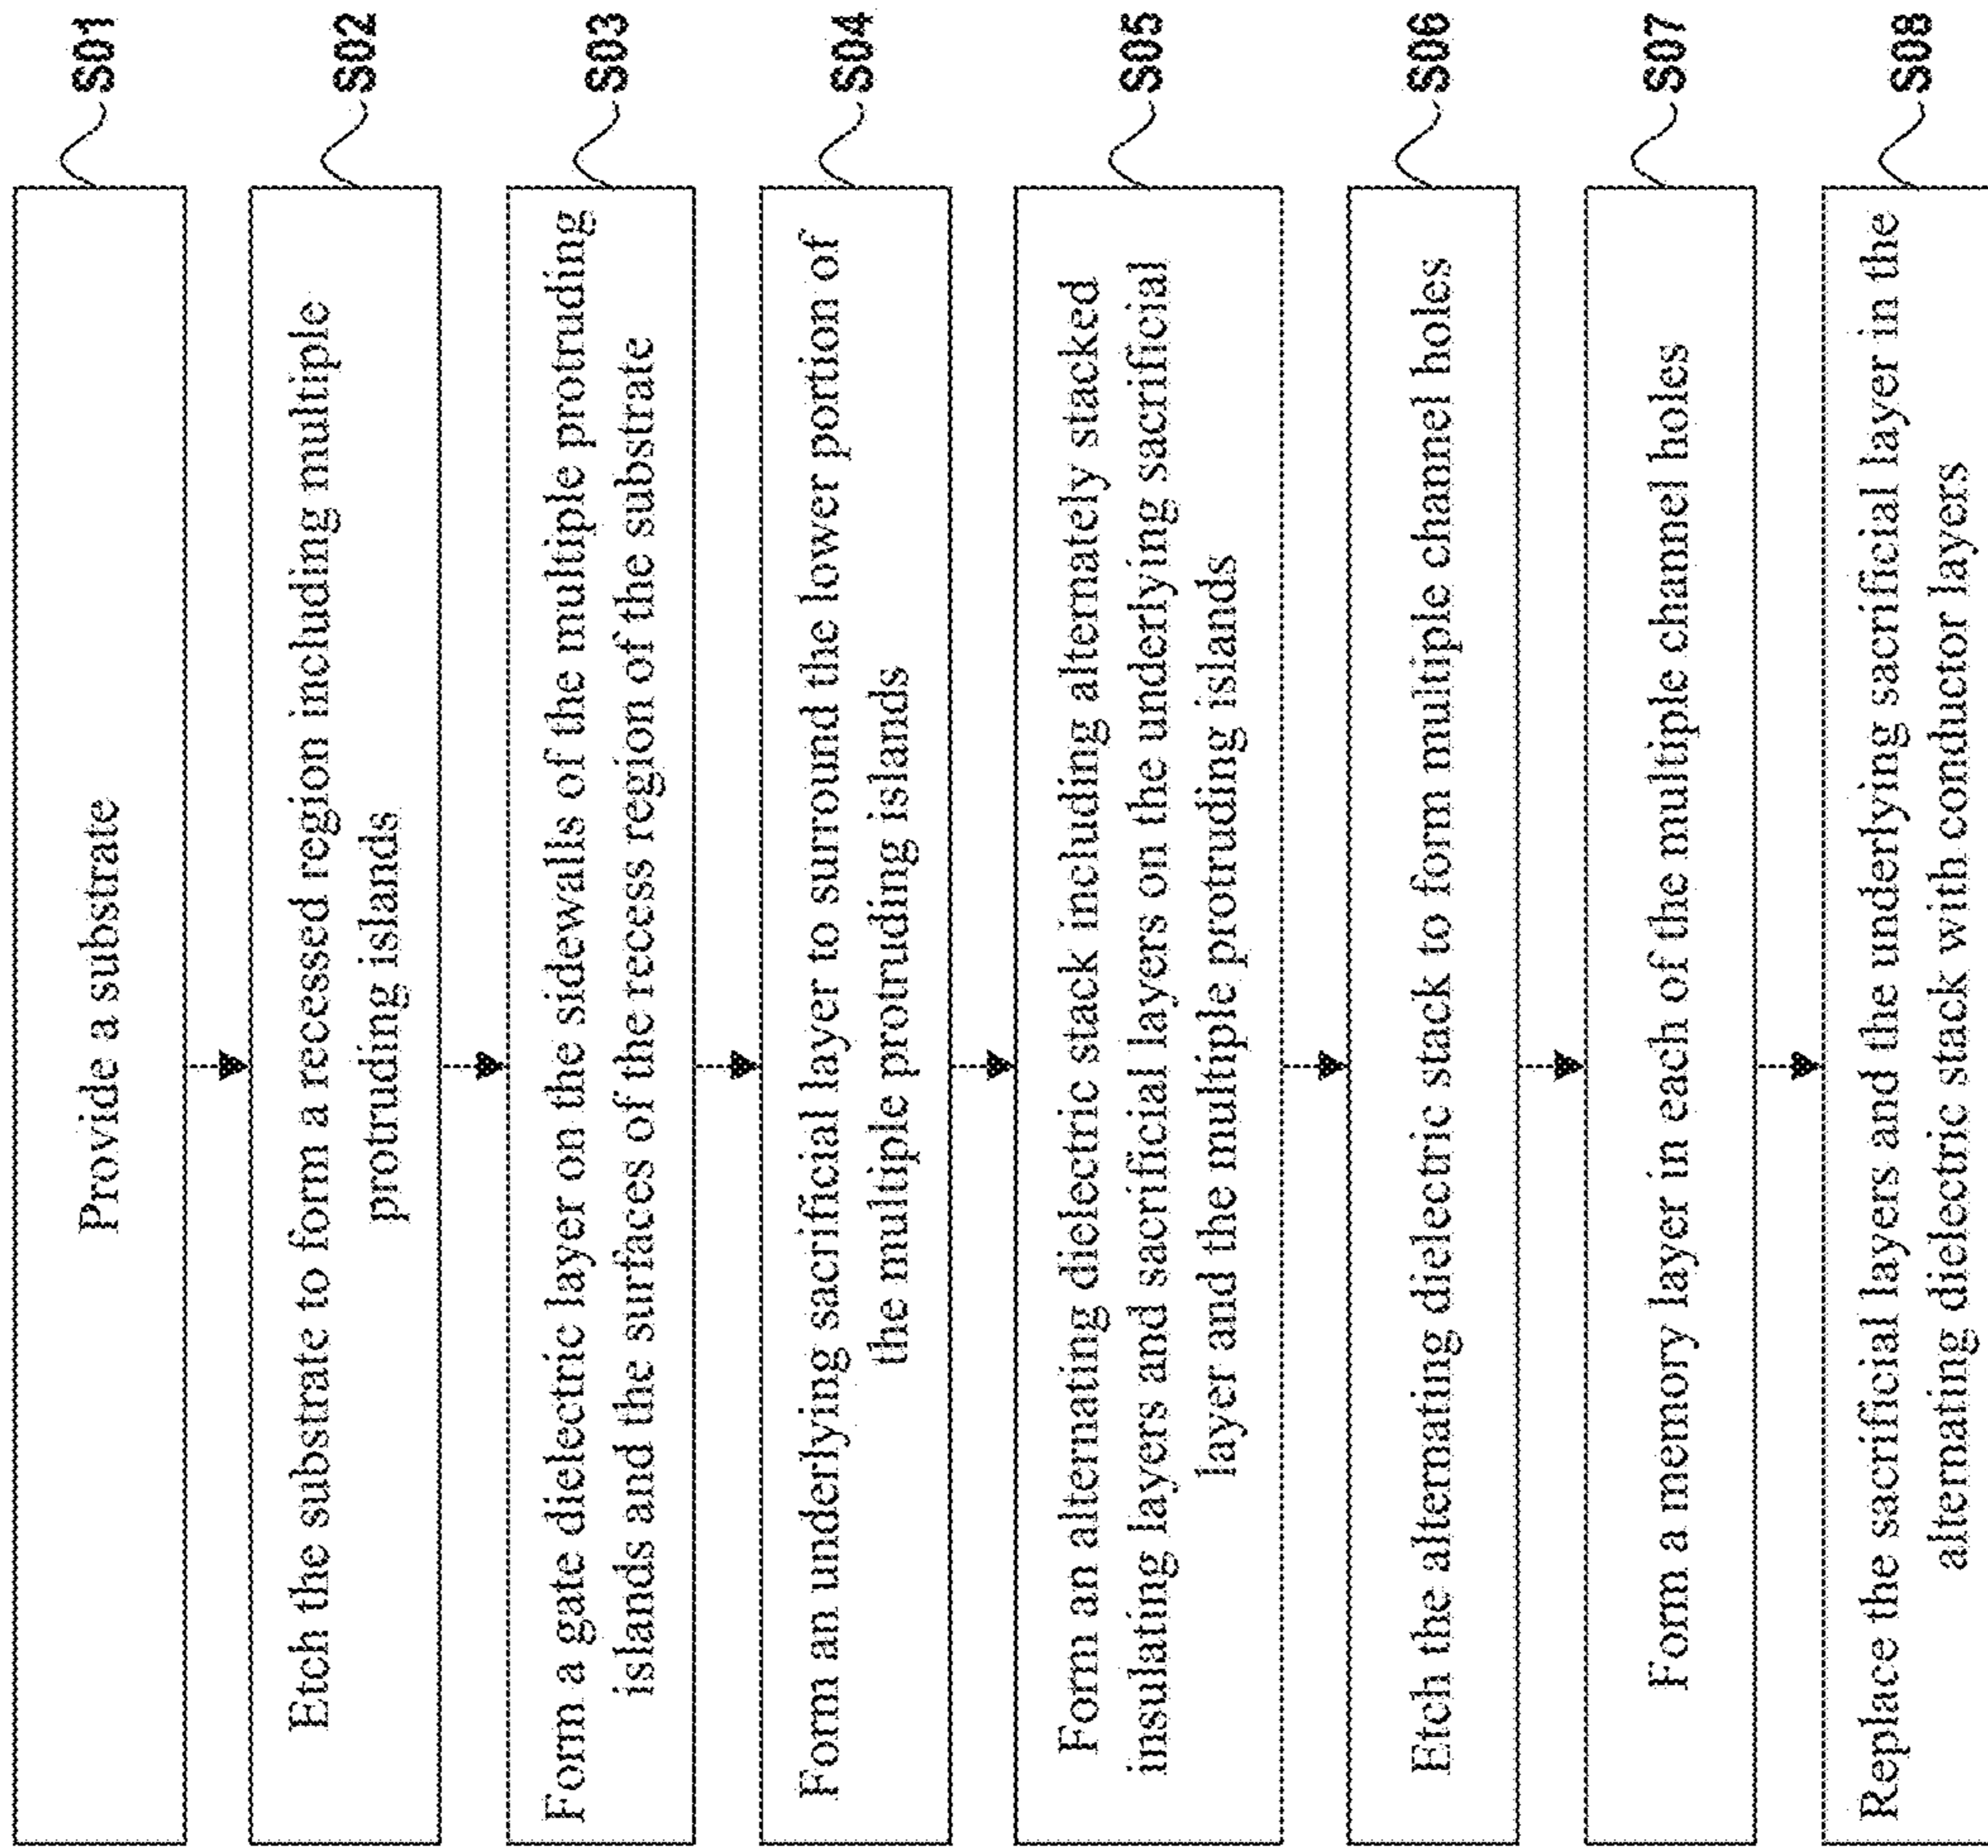 Provide a substrate
S01
Etch the substrate to form a recessed region including multiple
protruding islands
S02
Form a gate dielectric layer on the sidewalls of the multiple protruding
islands and the surfaces of the recess region of the substrate
S03
Form an underlying sacrificial layer to surround the lower portion of
the multiple protruding islands
S04
Form an alternating dielectric stack including alternately stacked
insulating layers and sacrificial layers on the underlying sacrificial
layer and the multiple protruding islands
S05
Etch the alternating dielectric stack to form multiple channel holes
S06
Form a memory layer in each of the multiple channel holes
S07
Replace the sacrificial layers and the underlying sacrificial layer in the
alternating dielectric stack with conductor layers
S08